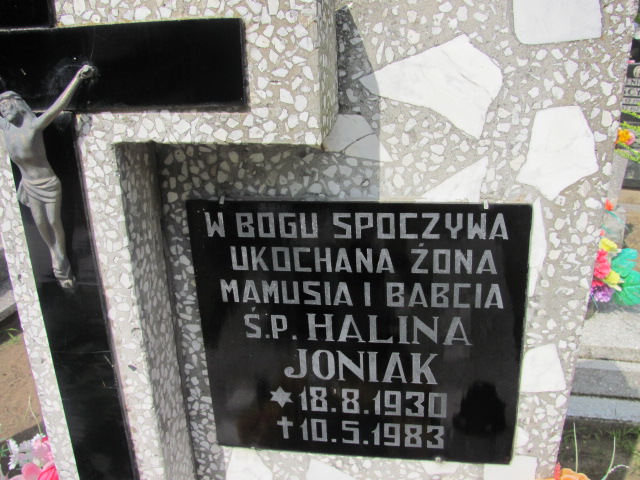 W BOGU SPOCZYWA
UKOCHANA ŻONA
MAMUSIA I BABCIA
Ś.P. HALINA
JONIAK
✶18.8.1930
✝10.5.1983